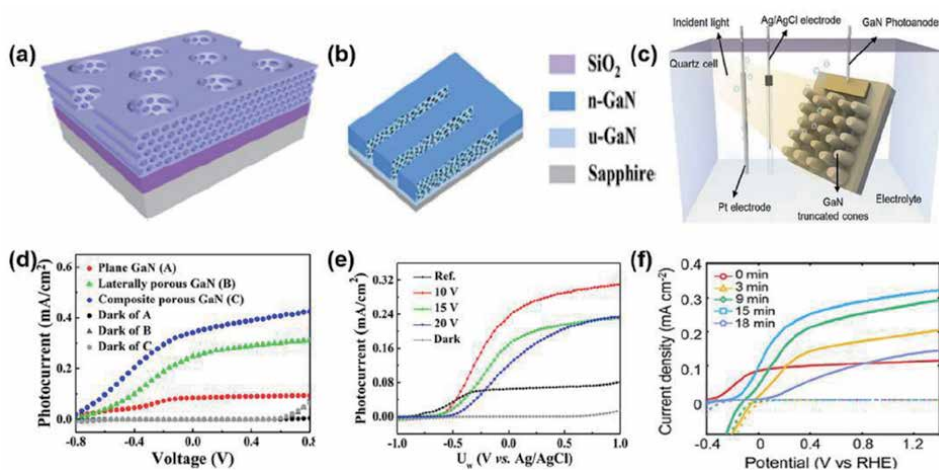 (a)
(b)
SiO2
n-GaN
u-GaN
Sapphire
(c)
Incident light
Ag/AgCl electrode
GaN Photoanode
Quartz cell
Pt electrode
GaN truncated cones
Electrolyte
(d)
Photocurrent (mA/cm²)
0.6
0.4
0.2
0.0
Plane GaN (A)
Laterally porous GaN (B)
Composite porous GaN (C)
Dark of A
Dark of B
Dark of C
-0.8
-0.4
0.0
0.4
0.8
Voltage (V)
(e)
Photocurrent (mA/cm²)
0.32
0.24
0.16
0.08
0.00
Ref.
10 V
15 V
20 V
Dark
-1.0
-0.5
0.0
0.5
1.0
Uw (V vs. Ag/AgCl)
(f)
Current density (mA cm-2)
0.4
0.3
0.2
0.1
0
0 min
3 min
9 min
15 min
18 min
-0.4
0
0.4
0.8
1.2
Potential (V vs RHE)